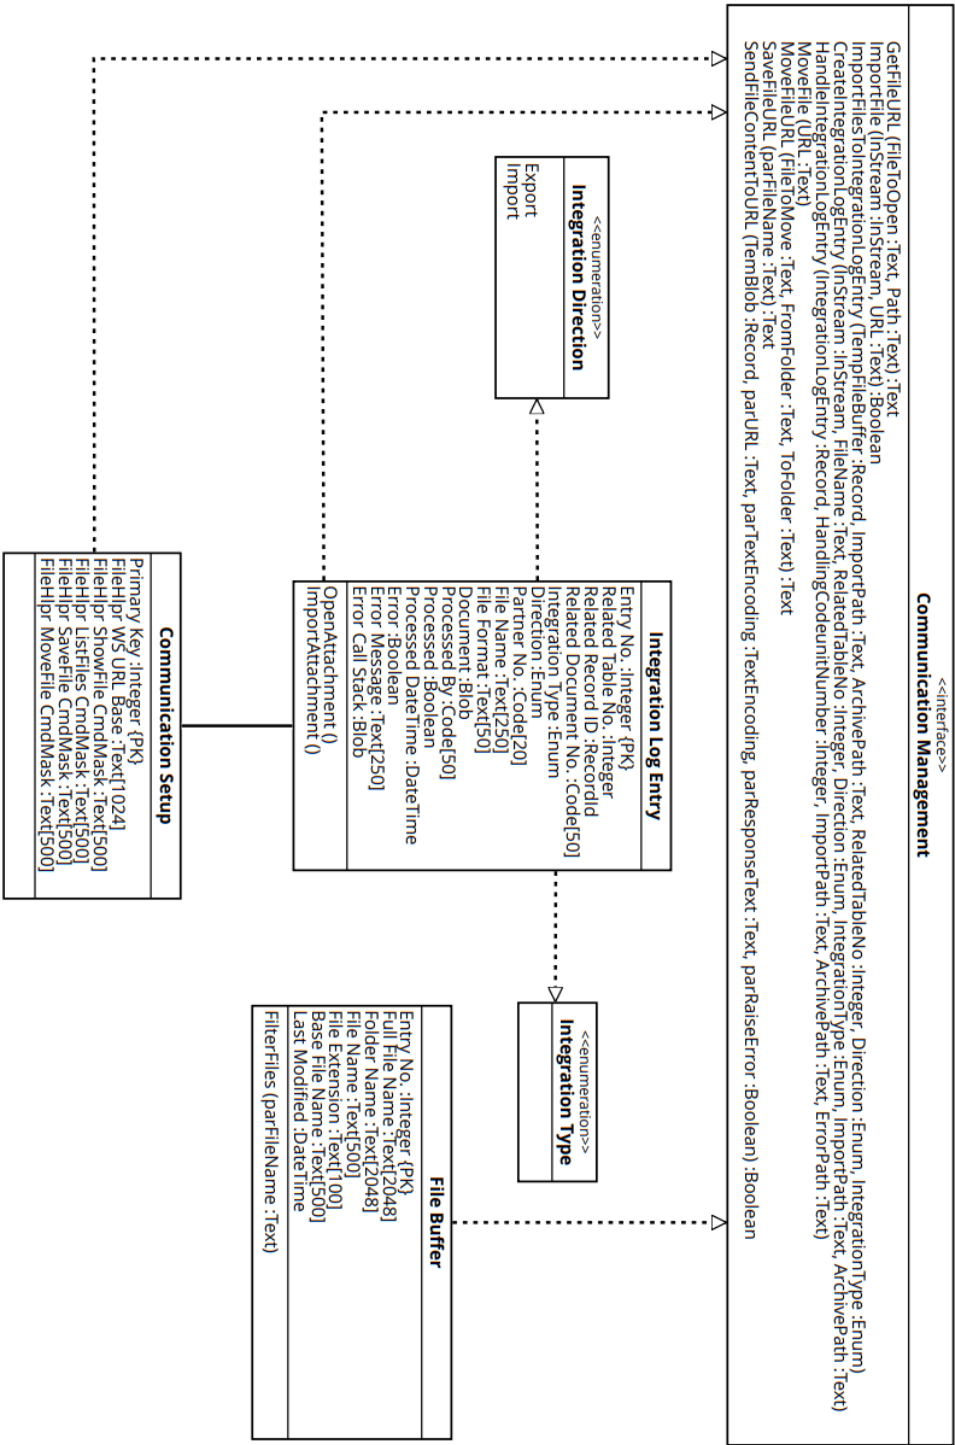 <<interface>>
Communication Management
GetFileURL (FileToOpen :Text, Path :Text) :Text
ImportFile (InStream :InStream, URL :Text) :Boolean
ImportFilesToIntegrationLogEntry (TempFileBuffer :Record, ImportPath :Text, ArchivePath :Text, RelatedTableNo :Integer, Direction :Enum, IntegrationType :Enum)
CreateIntegrationLogEntry (InStream :InStream, FileName :Text, RelatedTableNo :Integer, Direction :Enum, IntegrationType :Enum, ImportPath :Text, ArchivePath :Text)
HandleIntegrationLogEntry (IntegrationLogEntry :Record, HandlingCodeunitNumber :Integer, ImportPath :Text, ArchivePath :Text, ErrorPath :Text)
MoveFile (URL :Text)
MoveFileURL (FileToMove :Text, FromFolder :Text, ToFolder :Text) :Text
SaveFileURL (parFileName :Text) :Text
SendFileContentToURL (TemBlob :Record, parURL :Text, parTextEncoding :TextEncoding, parResponseText :Text, parRaiseError :Boolean) :Boolean
<<enumeration>>
Integration Direction
Export
Import
<<enumeration>>
Integration Type
Integration Log Entry
Entry No. :Integer {PK}
Related Table No. :Integer
Related Record ID :RecordId
Related Document No. :Code[50]
Integration Type :Enum
Direction :Enum
Partner No. :Code[20]
File Name :Text[250]
File Format :Text[50]
Document :Blob
Processed By :Code[50]
Processed :Boolean
Processed DateTime :DateTime
Error :Boolean
Error Message :Text[250]
Error Call Stack :Blob
OpenAttachment ()
ImportAttachment ()
File Buffer
Entry No. :Integer {PK}
Full File Name :Text[2048]
Folder Name :Text[2048]
File Name :Text[500]
File Extension :Text[100]
Base File Name :Text[500]
Last Modified :DateTime
FilterFiles (parFileName :Text)
Communication Setup
Primary Key :Integer {PK}
FileHlpr WS URL Base :Text[1024]
FileHlpr ShowFile CmdMask :Text[500]
FileHlpr ListFiles CmdMask :Text[500]
FileHlpr SaveFile CmdMask :Text[500]
FileHlpr MoveFile CmdMask :Text[500]